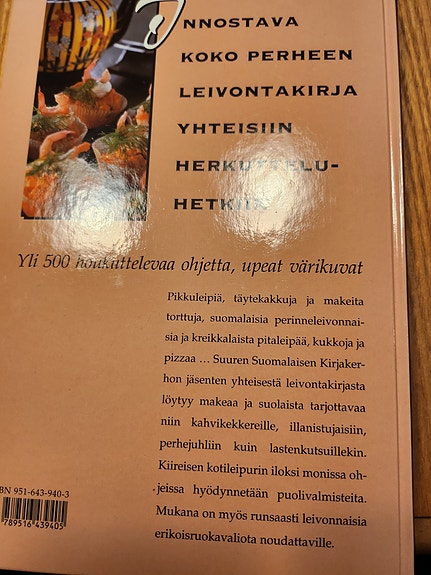 INNOSTAVA
KOKO PERHEEN
LEIVONTAKIRJA
YHTEISIIN
HERKUTTELU-
HETKIIN
Yli 500 houkuttelevaa ohjetta, upeat värikuvat
Pikkuleipiä, täytekakkuja ja makeita
torttuja, suomalaisia perinneleivonnai-
sia ja kreikkalaista pitaleipää, kukkoja ja
pizzaa ... Suuren Suomalaisen Kirjaker-
hon jäsenten yhteisestä leivontakirjasta
löytyy makeaa ja suolaista tarjottavaa
niin kahvikekkereille, illanistujaisiin,
perhejuhliin kuin lastenkutsuillekin.
Kiireisen kotileipurin iloksi monissa oh-
jeissa hyödynnetään puolivalmisteita.
Mukana on myös runsaasti leivonnaisia
erikoisruokavaliota noudattaville.
BN 951-643-940-3
789516439405